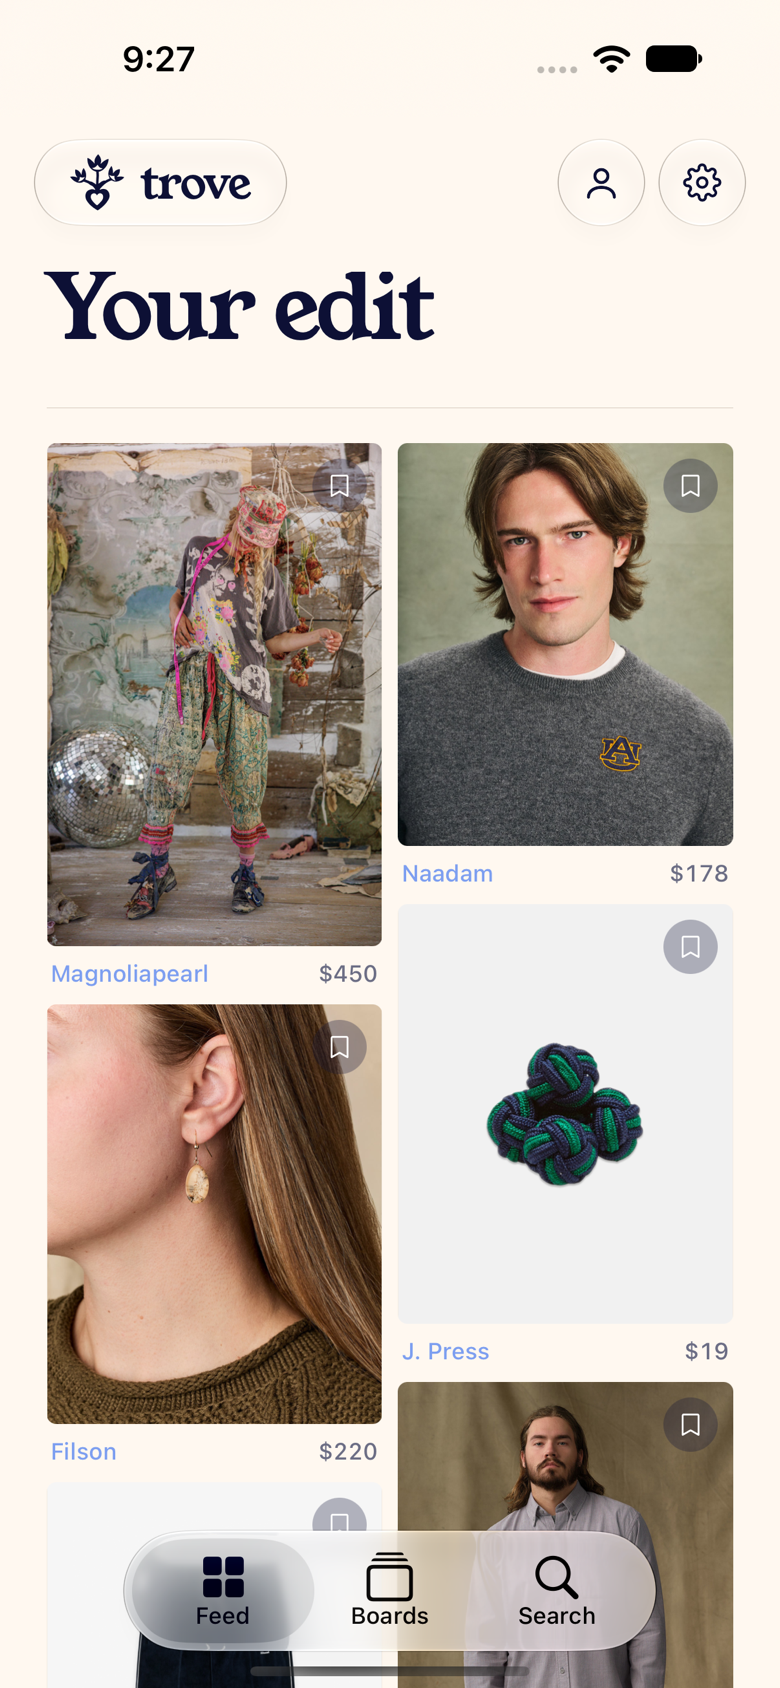 9:27
trove
Your edit
Magnoliapearl $450
Naadam $178
Filson $220
J. Press $19
Feed
Boards
Search